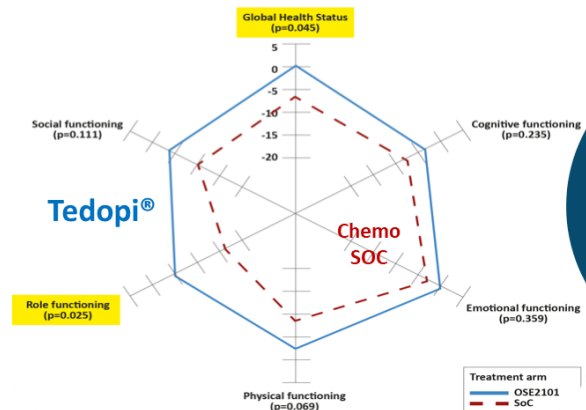 Global Health Status
(p=0.045)
5
0
-5
-10
-15
-20
Social functioning
(p=0.111)
Cognitive functioning
(p=0.235)
Tedopi®
Chemo
SOC
Role functioning
(p=0.025)
Emotional functioning
(p=0.359)
Physical functioning
(p=0.069)
Treatment arm
OSE2101
SoC